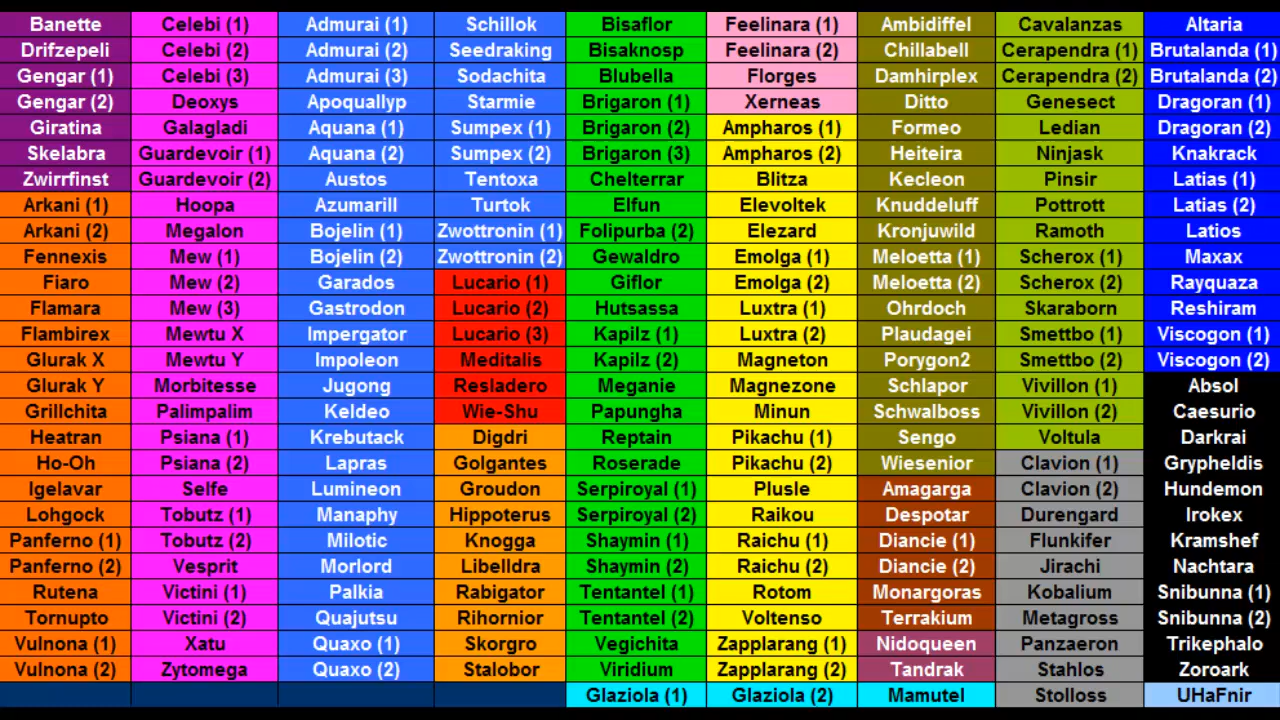 Banette Celebi (1) Admurai (1) Schillok Bisaflor Feelinara (1) Ambidiffel Cavalanzas Altaria
Drifzepeli Celebi (2) Admurai (2) Seedraking Bisaknosp Feelinara (2) Chillabell Cerapendra (1) Brutalanda (1)
Gengar (1) Celebi (3) Admurai (3) Sodachita Blubella Florges Damhirplex Cerapendra (2) Brutalanda (2)
Gengar (2) Deoxys Apoquallyp Starmie Brigaron (1) Xerneas Ditto Genesect Dragoran (1)
Giratina Galagladi Aquana (1) Sumpex (1) Brigaron (2) Ampharos (1) Formeo Ledian Dragoran (2)
Skelabra Guardevoir (1) Aquana (2) Sumpex (2) Brigaron (3) Ampharos (2) Heiteira Ninjask Knakrack
Zwirrfinst Guardevoir (2) Austos Tentoxa Chelterrar Blitza Kecleon Pinsir Latias (1)
Arkani (1) Hoopa Azumarill Turtok Elfun Elevoltek Knuddeluff Pottrott Latias (2)
Arkani (2) Megalon Bojelin (1) Zwottronin (1) Folipurba (2) Elezard Kronjuwild Ramoth Latios
Fennexis Mew (1) Bojelin (2) Zwottronin (2) Gewaldro Emolga (1) Meloetta (1) Scherox (1) Maxax
Fiaro Mew (2) Garados Lucario (1) Giflor Emolga (2) Meloetta (2) Scherox (2) Rayquaza
Flamara Mew (3) Gastrodon Lucario (2) Hutsassa Luxtra (1) Ohrdoch Skaraborn Reshiram
Flambirex Mewtu X Impergator Lucario (3) Kapilz (1) Luxtra (2) Plaudagei Smettbo (1) Viscogon (1)
Glurak X Mewtu Y Impoleon Meditalis Kapilz (2) Magneton Porygon2 Smettbo (2) Viscogon (2)
Glurak Y Morbitesse Jugong Resladero Meganie Magnezone Schlapor Vivillon (1) Absol
Grillchita Palimpalim Keldeo Wie-Shu Papungha Minun Schwalboss Vivillon (2) Caesurio
Heatran Psiana (1) Krebutack Digdri Reptain Pikachu (1) Sengo Voltula Darkrai
Ho-Oh Psiana (2) Lapras Golgantes Roserade Pikachu (2) Wiesenior Clavion (1) Grypheldis
Igelavar Selfe Lumineon Groudon Serpiroyal (1) Plusle Amagarga Clavion (2) Hundemon
Lohgock Tobutz (1) Manaphy Hippoterus Serpiroyal (2) Raikou Despotar Durengard Irokex
Panferno (1) Tobutz (2) Milotic Knogga Shaymin (1) Raichu (1) Diancie (1) Flunkifer Kramshef
Panferno (2) Vesprit Morlord Libelldra Shaymin (2) Raichu (2) Diancie (2) Jirachi Nachtara
Rutena Victini (1) Palkia Rabigator Tentantel (1) Rotom Monargoras Kobalium Snibunna (1)
Tornupto Victini (2) Quajutsu Rihornior Tentantel (2) Voltenso Terrakium Metagross Snibunna (2)
Vulnona (1) Xatu Quaxo (1) Skorgro Vegichita Zapplarang (1) Nidoqueen Panzaeron Trikephalo
Vulnona (2) Zytomega Quaxo (2) Stalobor Viridium Zapplarang (2) Tandrak Stahlos Zoroark
Glaziola (1) Glaziola (2) Mamutel Stolloss UHaFnir